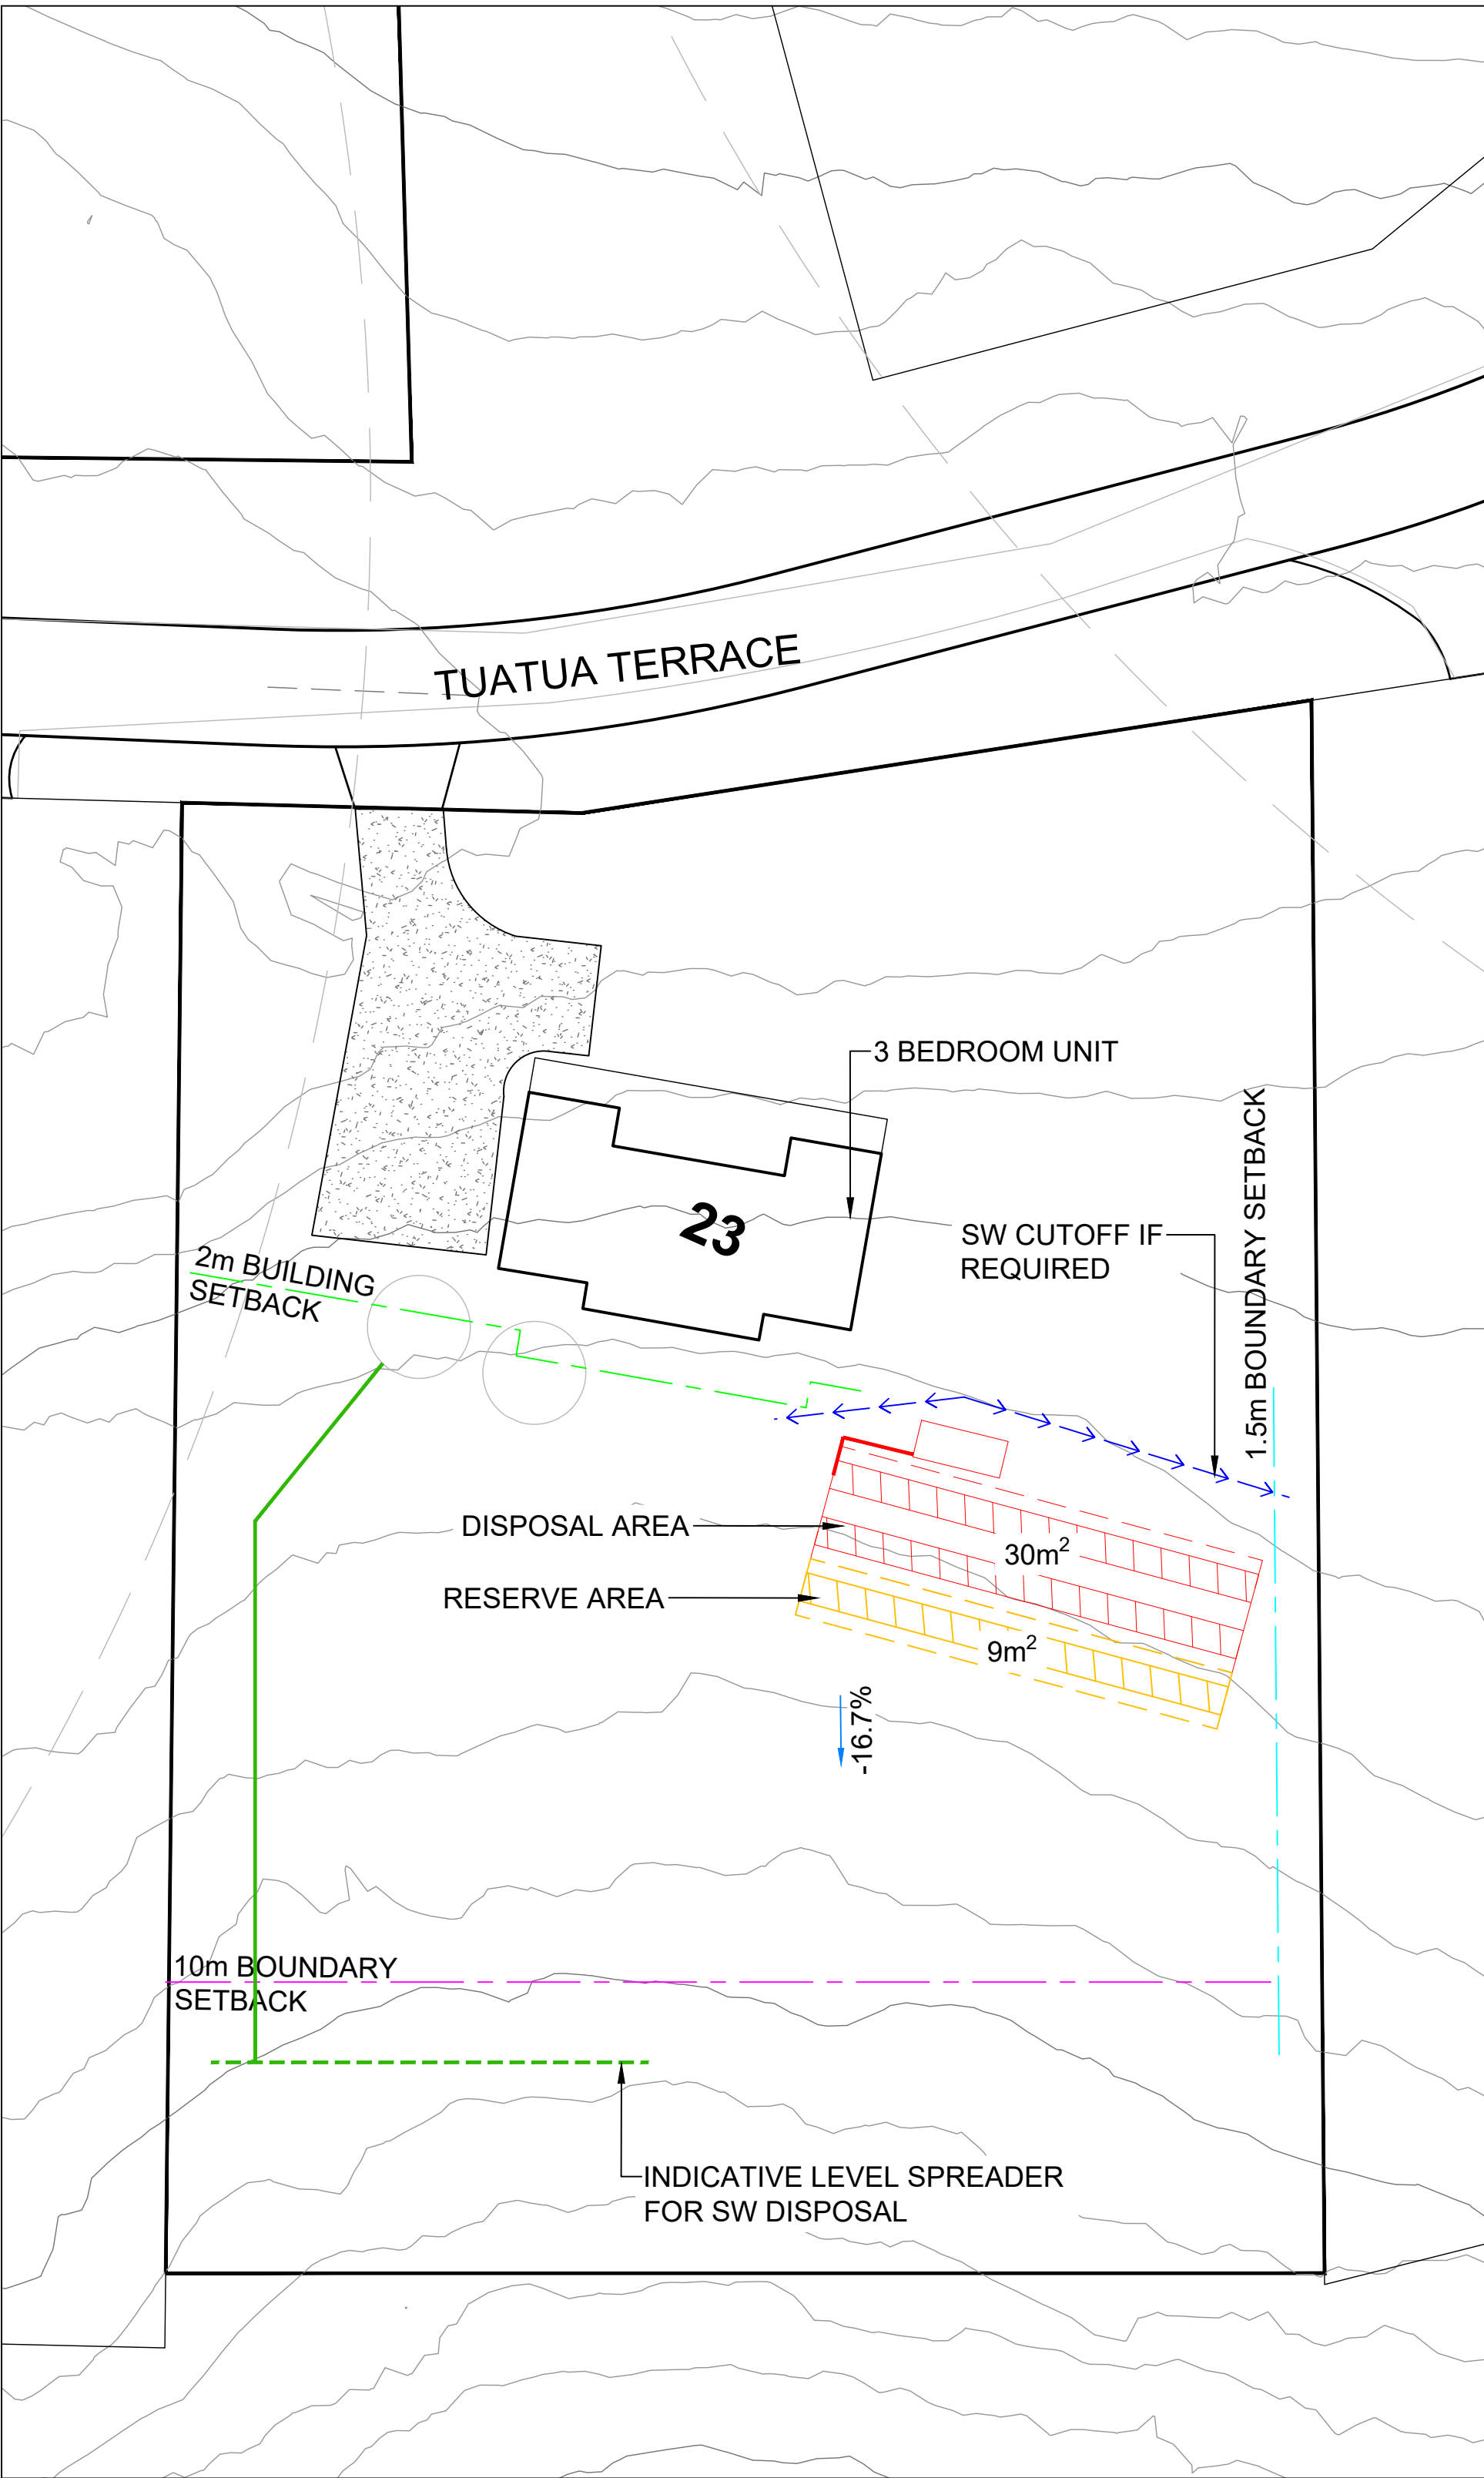 TUATUA TERRACE
3 BEDROOM UNIT
23
1.5m BOUNDARY SETBACK
SW CUTOFF IF
REQUIRED
2m BUILDING
SETBACK
DISPOSAL AREA
30m²
RESERVE AREA
9m²
-16.7%
10m BOUNDARY
SETBACK
INDICATIVE LEVEL SPREADER
FOR SW DISPOSAL